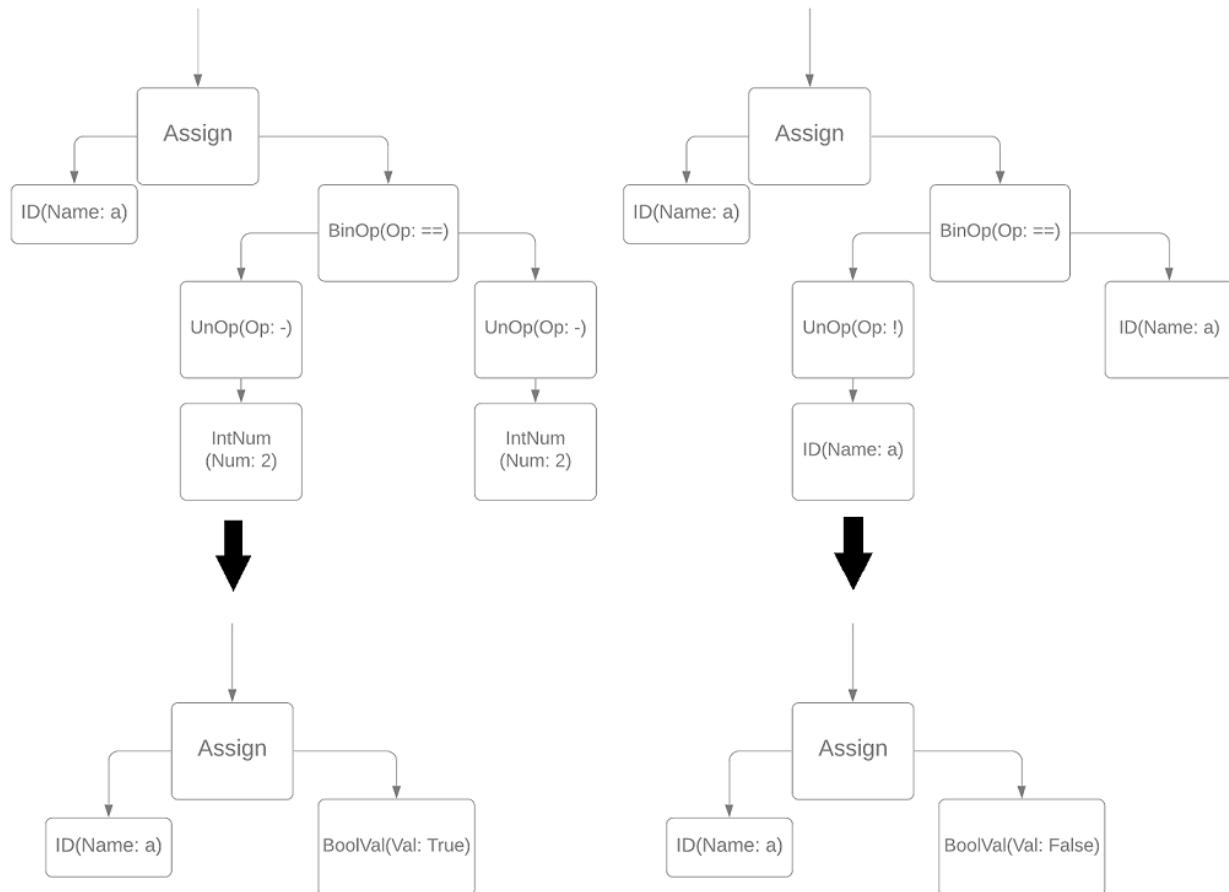 Assign
ID(Name: a)
BinOp(Op: ==)
UnOp(Op: -)
UnOp(Op: -)
IntNum
(Num: 2)
IntNum
(Num: 2)
Assign
ID(Name: a)
BoolVal(Val: True)
Assign
ID(Name: a)
BinOp(Op: ==)
UnOp(Op: !)
ID(Name: a)
ID(Name: a)
Assign
ID(Name: a)
BoolVal(Val: False)